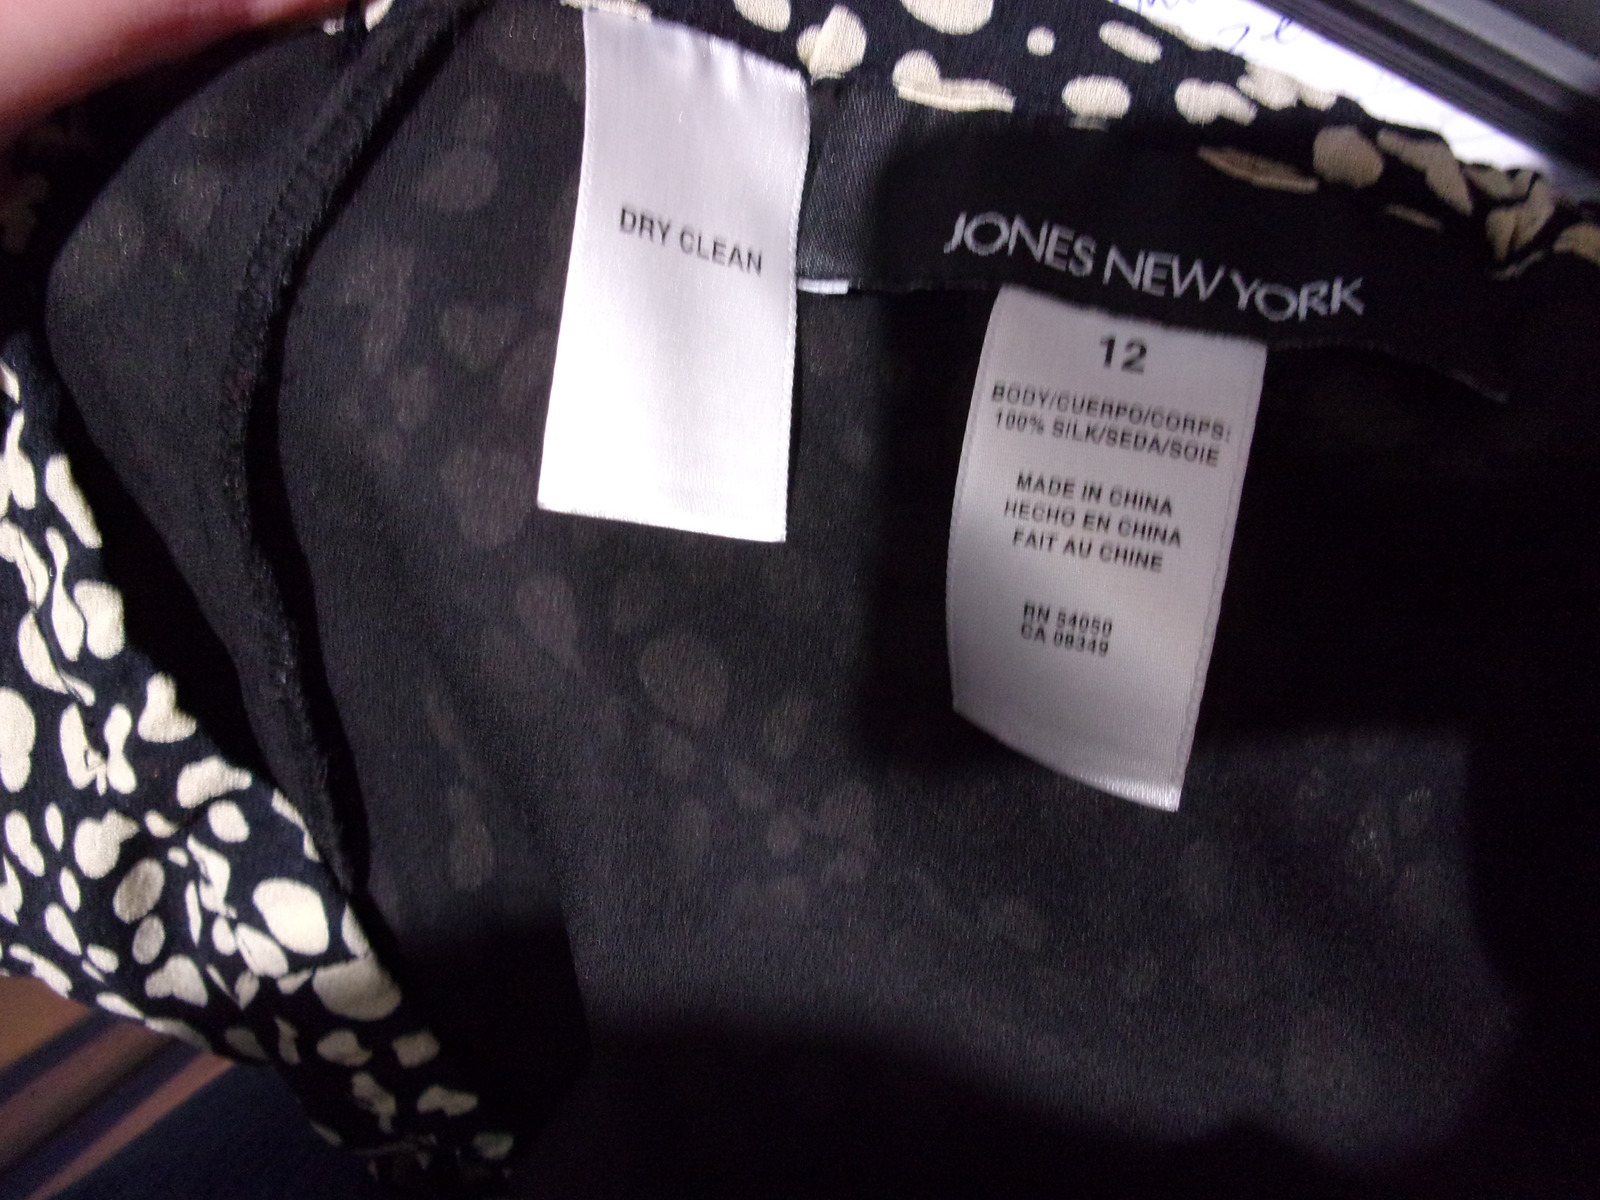 DRY CLEAN
JONES NEW YORK
12
BODY/CUERPO/CORPS:
100% SILK/SEDA/SOIE
MADE IN CHINA
HECHO EN CHINA
FAIT AU CHINE
RN 54050
CA 09349